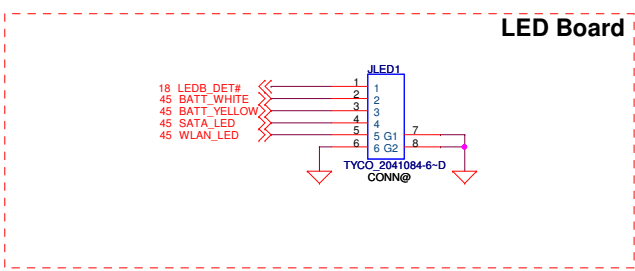 LED Board
JLED1
18 LEDB_DET# 1 1
45 BATT_WHITE 2 2
45 BATT_YELLOW 3 3
45 SATA_LED 4 4
45 WLAN_LED 5 5 G1 7
6 6 G2 8
TYCO_2041084-6~D
CONN@